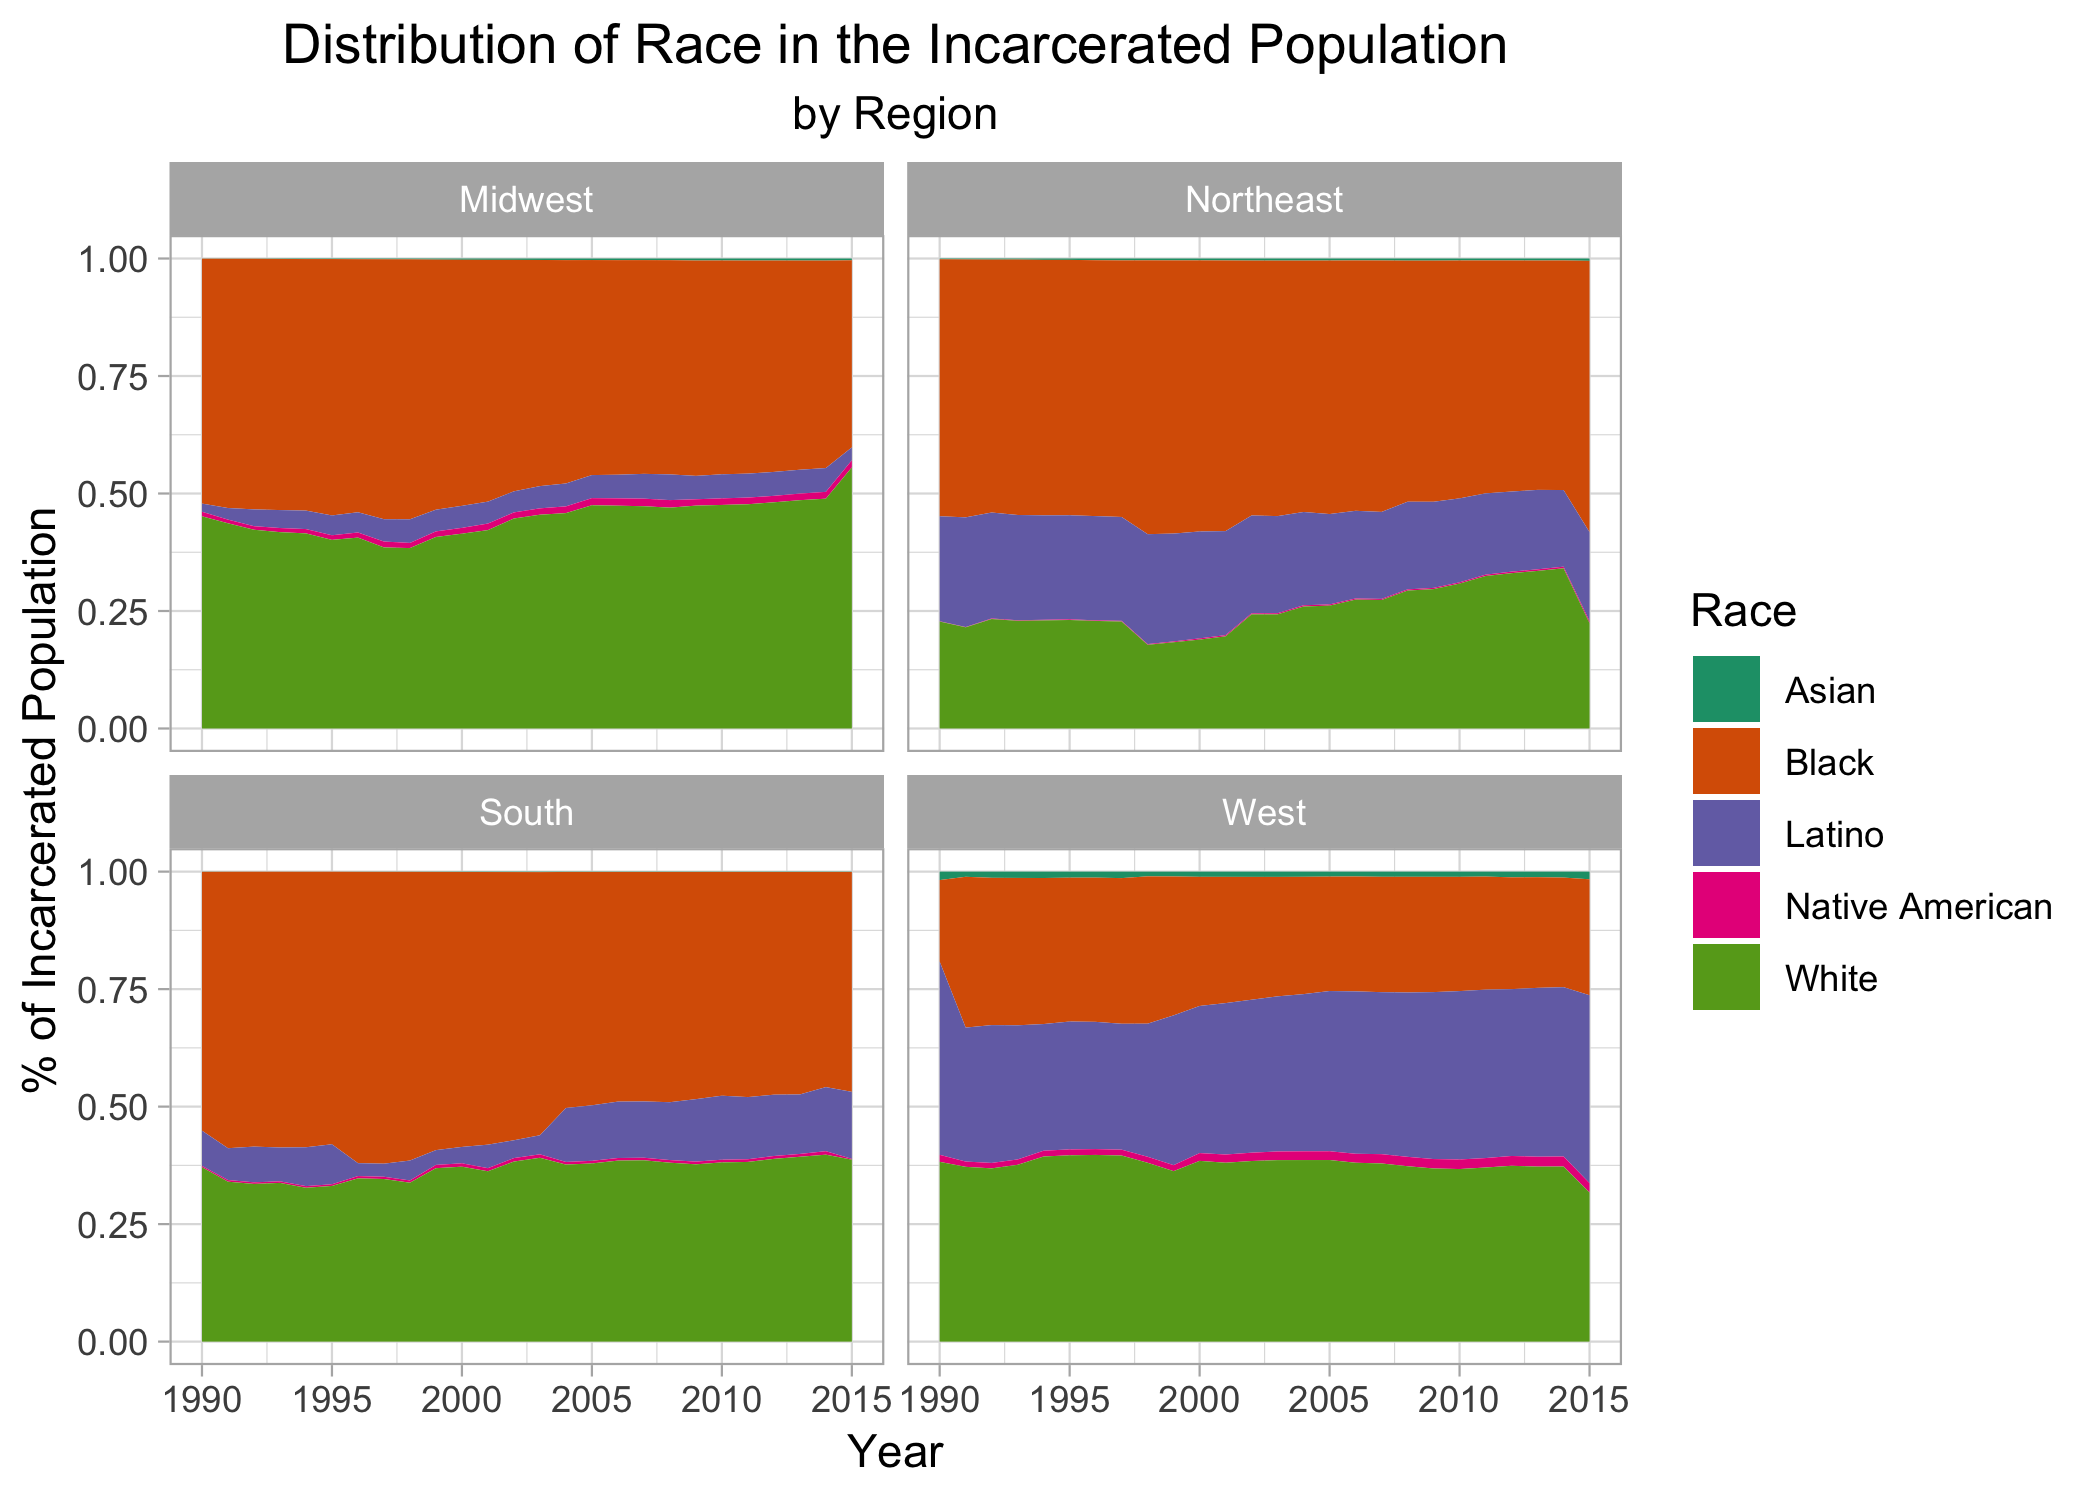 Distribution of Race in the Incarcerated Population
by Region
Midwest
Northeast
1.00
0.75
0.50
0.25
0.00
South
West
1.00
0.75
0.50
0.25
0.00
1990 1995 2000 2005 2010 2015 1990 1995 2000 2005 2010 2015
Year
% of Incarcerated Population
Race
Asian
Black
Latino
Native American
White